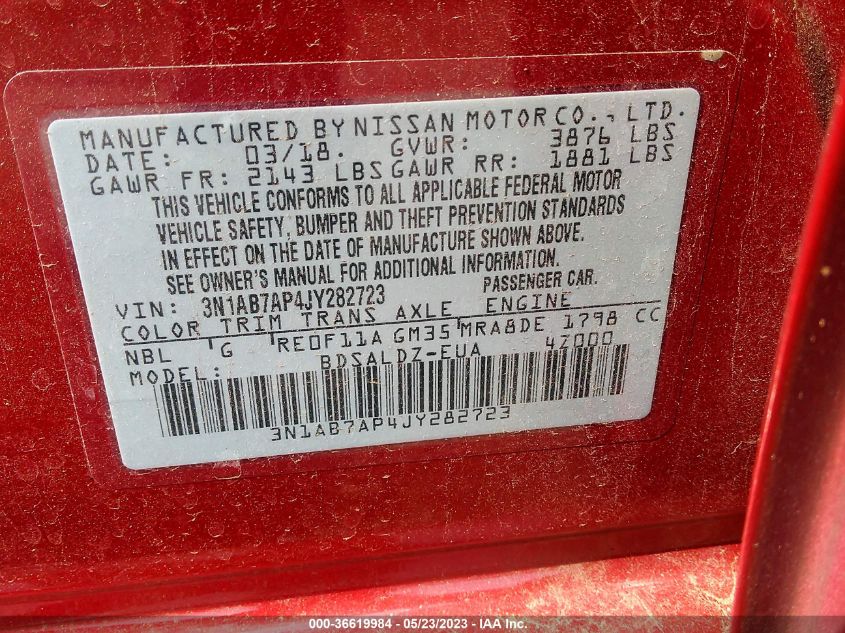 MANUFACTURED BY NISSAN MOTOR CO., LTD.
DATE: 03/18. GVWR: 3876 LBS
GAWR FR: 2143 LBS GAWR RR: 1881 LBS
THIS VEHICLE CONFORMS TO ALL APPLICABLE FEDERAL MOTOR
VEHICLE SAFETY, BUMPER AND THEFT PREVENTION STANDARDS
IN EFFECT ON THE DATE OF MANUFACTURE SHOWN ABOVE.
SEE OWNER'S MANUAL FOR ADDITIONAL INFORMATION.
VIN: 3N1AB7AP4JY282723 PASSENGER CAR.
COLOR TRIM TRANS AXLE ENGINE
NBL G RE0F11A GM35 MRA8DE 1798 CC
MODEL: BDSALDZ-EUA 4Z000
3N1AB7AP4JY282723
000-36619984 - 05/23/2023 - IAA Inc.